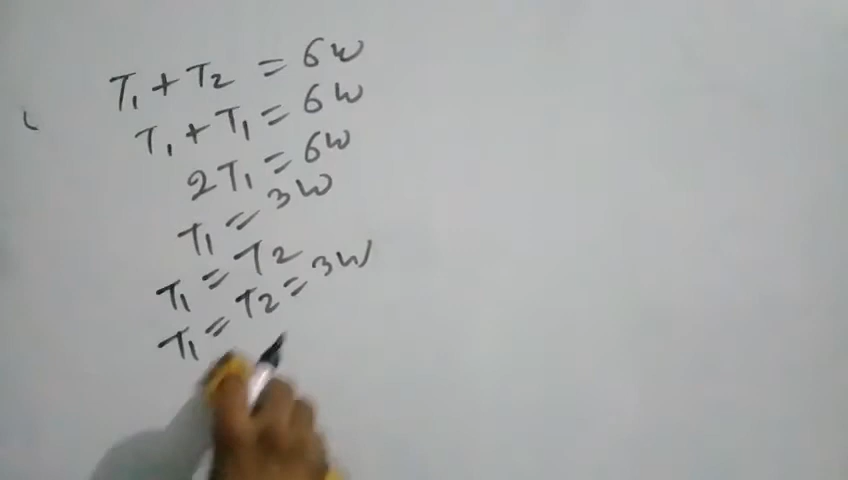 T₁ + T₂ = 6W
T₁ + T₁ = 6W
2T₁ = 6W
T₁ = 3W
T₁ = T₂
T₁ = T₂ = 3W